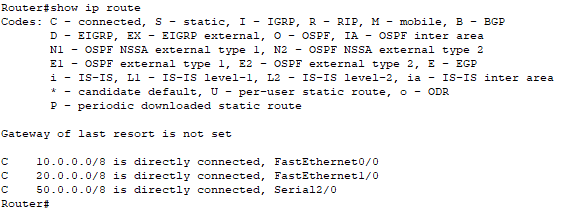 Router#show ip route
Codes: C - connected, S - static, I - IGRP, R - RIP, M - mobile, B - BGP
       D - EIGRP, EX - EIGRP external, O - OSPF, IA - OSPF inter area
       N1 - OSPF NSSA external type 1, N2 - OSPF NSSA external type 2
       E1 - OSPF external type 1, E2 - OSPF external type 2, E - EGP
       i - IS-IS, L1 - IS-IS level-1, L2 - IS-IS level-2, ia - IS-IS inter area
       * - candidate default, U - per-user static route, o - ODR
       P - periodic downloaded static route

Gateway of last resort is not set

C    10.0.0.0/8 is directly connected, FastEthernet0/0
C    20.0.0.0/8 is directly connected, FastEthernet1/0
C    50.0.0.0/8 is directly connected, Serial2/0
Router#